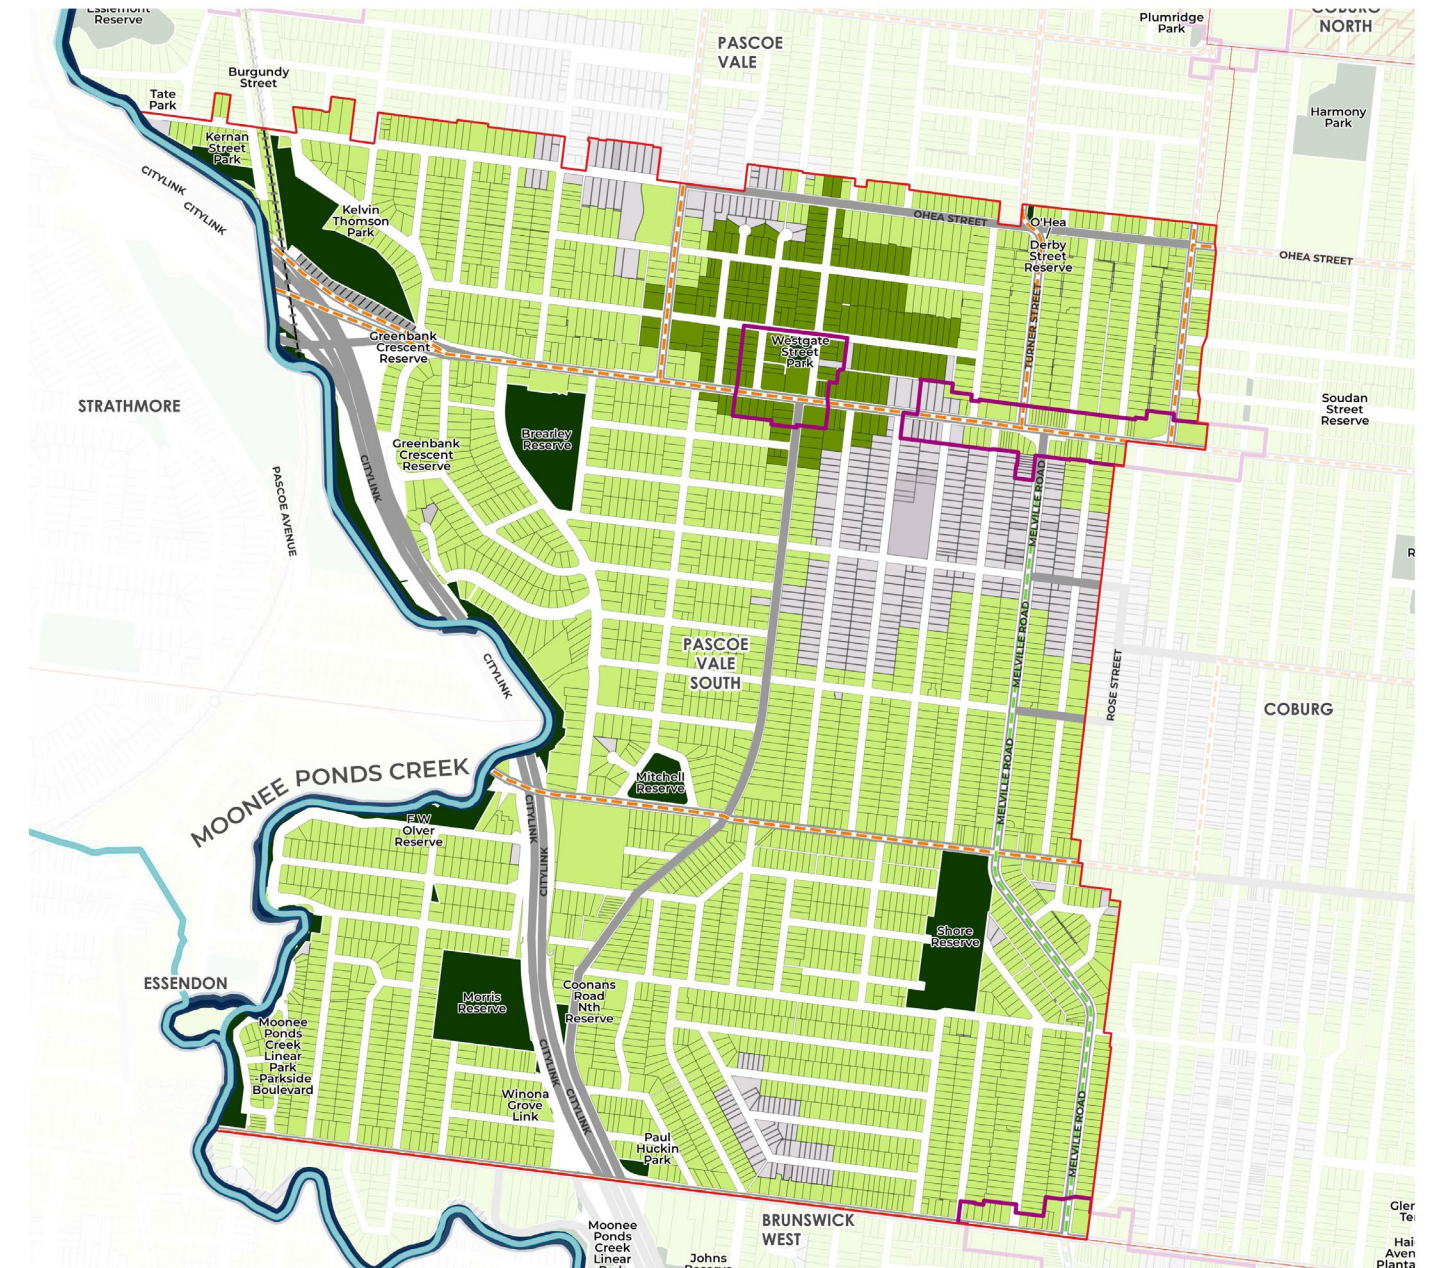 Esslemont
Reserve
Plumridge
Park
COBURG
NORTH
PASCOE
VALE
Burgundy
Street
Tate
Park
Harmony
Park
Kernan
Street
Park
CITYLINK
CITYLINK
Kelvin
Thomson
Park
OHEA STREET
O'Hea
/
Derby
Street
Reserve
OHEA STREET
TURNER STREET
Greenbank
Crescent
Reserve
Westgate
Street
Park
STRATHMORE
Soudan
Street
Reserve
Brearley
Reserve
Greenbank
Crescent
Reserve
CITYLINK
PASCOE AVENUE
MELVILLE ROAD
R
MELVILLE ROAD
PASCOE
VALE
SOUTH
CITYLINK
ROSE STREET
COBURG
MELVILLE ROAD
MOONEE PONDS CREEK
Mitchell
Reserve
F W
Olver
Reserve
CITYLINK
CITYLINK
Shore
Reserve
ESSENDON
Morris
Reserve
Coonans
Road
Nth
Reserve
Moonee
Ponds
Creek
Linear
Park
-Parkside
Boulevard
CITYLINK
CITYLINK
Winona
Grove
Link
MELVILLE ROAD
Paul
Huckin
Park
BRUNSWICK
WEST
Moonee
Ponds
Creek
Linear
Johns